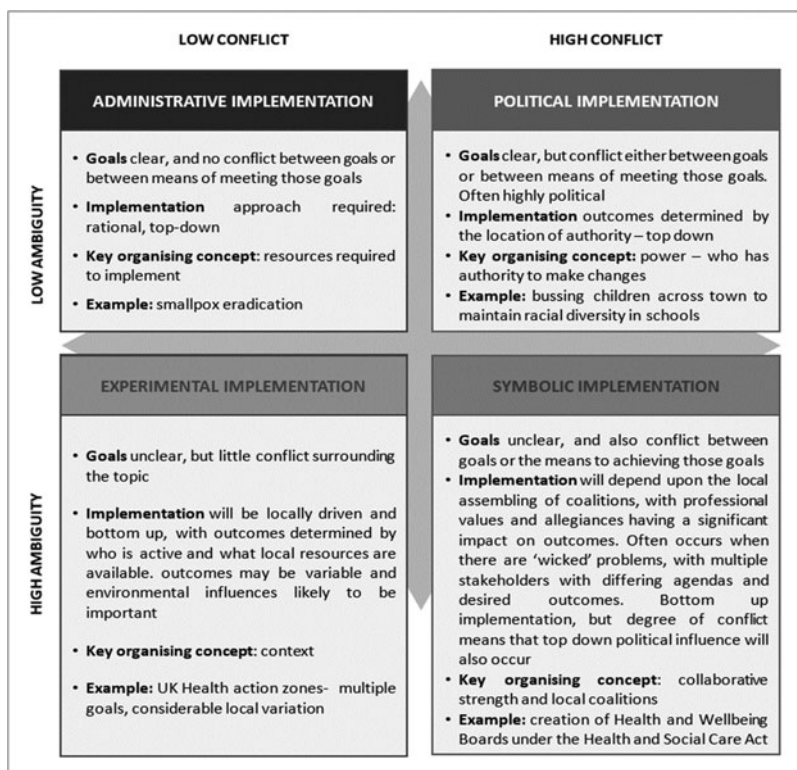 LOW CONFLICT
HIGH CONFLICT
LOW AMBIGUITY
HIGH AMBIGUITY
ADMINISTRATIVE IMPLEMENTATION
• Goals clear, and no conflict between goals or
between means of meeting those goals
• Implementation approach required:
rational, top-down
• Key organising concept: resources required
to implement
• Example: smallpox eradication
POLITICAL IMPLEMENTATION
• Goals clear, but conflict either between goals
or between means of meeting those goals.
Often highly political
• Implementation outcomes determined by
the location of authority – top down
• Key organising concept: power – who has
authority to make changes
• Example: bussing children across town to
maintain racial diversity in schools
EXPERIMENTAL IMPLEMENTATION
• Goals unclear, but little conflict surrounding
the topic
• Implementation will be locally driven and
bottom up, with outcomes determined by
who is active and what local resources are
available. outcomes may be variable and
environmental influences likely to be
important
• Key organising concept: context
• Example: UK Health action zones- multiple
goals, considerable local variation
SYMBOLIC IMPLEMENTATION
• Goals unclear, and also conflict between
goals or the means to achieving those goals
• Implementation will depend upon the local
assembling of coalitions, with professional
values and allegiances having a significant
impact on outcomes. Often occurs when
there are ‘wicked’ problems, with multiple
stakeholders with differing agendas and
desired outcomes. Bottom up
implementation, but degree of conflict
means that top down political influence will
also occur
• Key organising concept: collaborative
strength and local coalitions
• Example: creation of Health and Wellbeing
Boards under the Health and Social Care Act